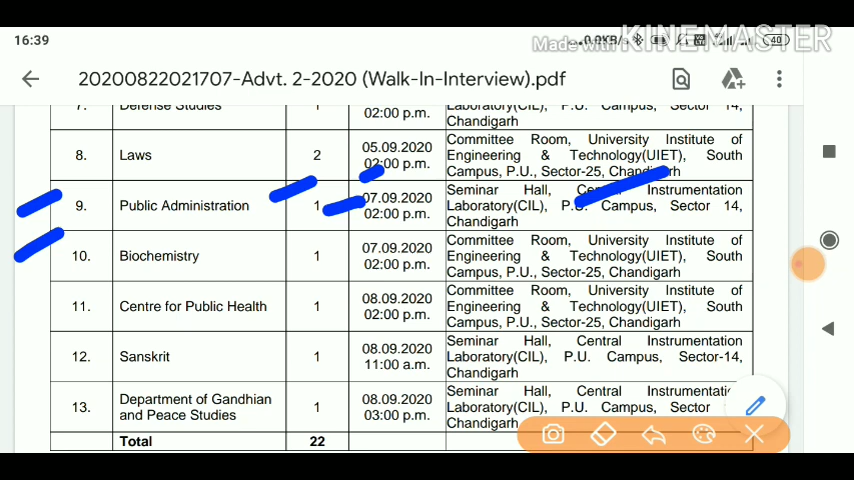 16:39
0.0KB/s
40
Made with KINEMASTER
20200822021707-Advt. 2-2020 (Walk-In-Interview).pdf
7. Defense Studies 1 02:00 p.m. Laboratory(CIL), P.U. Campus, Sector 14,
Chandigarh
8. Laws 2 05.09.2020 Committee Room, University Institute of
02:00 p.m. Engineering & Technology(UIET), South
Campus, P.U., Sector-25, Chandigarh
9. Public Administration 1 07.09.2020 Seminar Hall, Central Instrumentation
02:00 p.m. Laboratory(CIL), P.U. Campus, Sector 14,
Chandigarh
10. Biochemistry 1 07.09.2020 Committee Room, University Institute of
02:00 p.m. Engineering & Technology(UIET), South
Campus, P.U., Sector-25, Chandigarh
11. Centre for Public Health 1 08.09.2020 Committee Room, University Institute of
02:00 p.m. Engineering & Technology(UIET), South
Campus, P.U., Sector-25, Chandigarh
12. Sanskrit 1 08.09.2020 Seminar Hall, Central Instrumentation
11:00 a.m. Laboratory(CIL), P.U. Campus, Sector-14,
Chandigarh
13. Department of Gandhian 1 08.09.2020 Seminar Hall, Central Instrumentation
and Peace Studies 03:00 p.m. Laboratory(CIL), P.U. Campus, Sector
Chandigarh
Total 22